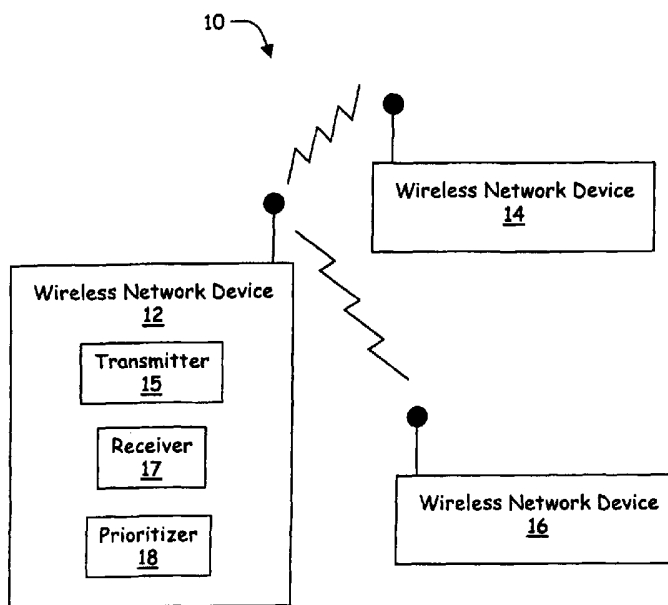 10
Wireless Network Device
14
Wireless Network Device
12
Transmitter
15
Receiver
17
Prioritizer
18
Wireless Network Device
16